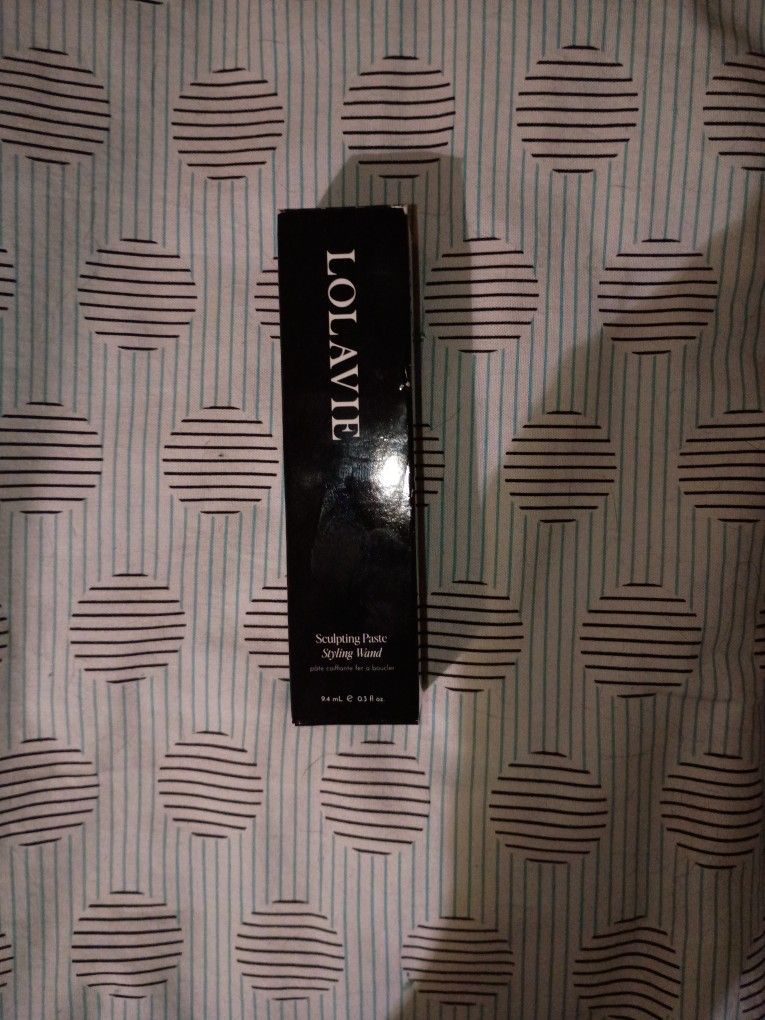 LOLAVIE
Sculpting Paste
Styling Wand
pâte coiffante fer a boucler
9.4 mL e 0.3 fl oz.